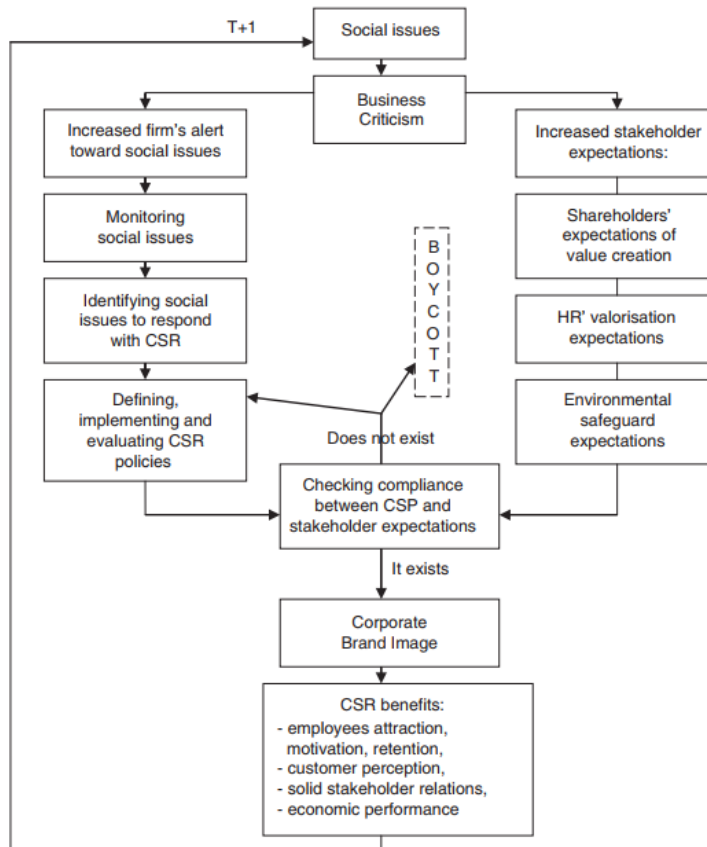 T+1
Social issues
Business
Criticism
Increased firm's alert
toward social issues
Monitoring
social issues
Identifying social
issues to respond
with CSR
Defining,
implementing and
evaluating CSR
policies
Increased stakeholder
expectations:
Shareholders'
expectations of
value creation
HR' valorisation
expectations
Environmental
safeguard
expectations
B
O
Y
C
O
T
T
Does not exist
Checking compliance
between CSP and
stakeholder expectations
It exists
Corporate
Brand Image
CSR benefits:
- employees attraction,
motivation, retention,
- customer perception,
- solid stakeholder relations,
- economic performance